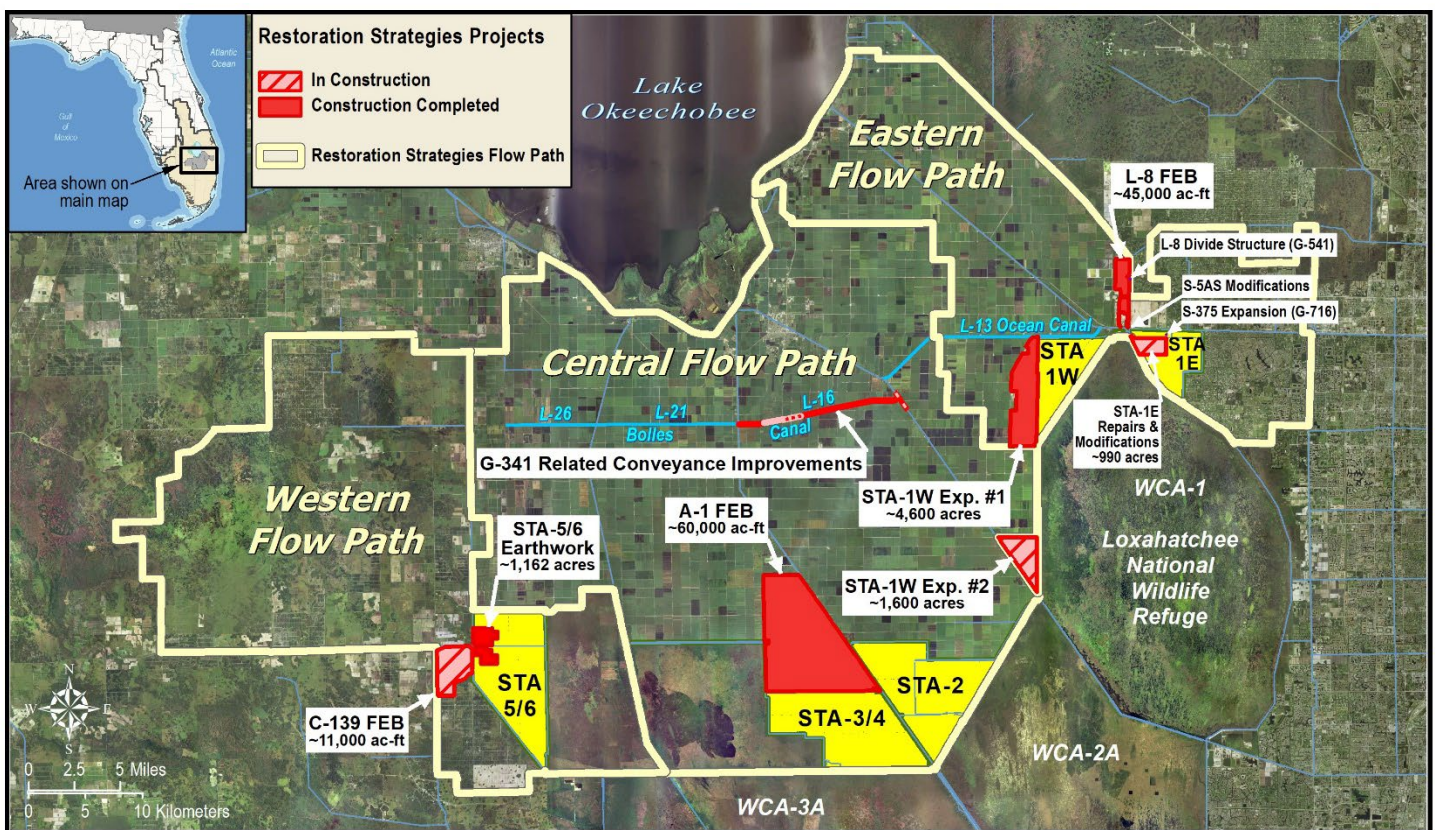 Atlantic
Ocean
Gulf
of
Mexico
Area shown on
main map
Restoration Strategies Projects
In Construction
Construction Completed
Restoration Strategies Flow Path
Lake
Okeechobee
Eastern
Flow Path
L-8 FEB
~45,000 ac-ft
L-8 Divide Structure (G-541)
S-5AS Modifications
S-375 Expansion (G-716)
L-13 Ocean Canal
STA
1W
STA
1E
Central Flow Path
L-26
L-21
L-16
Bolles
Canal
STA-1E
Repairs &
Modifications
~990 acres
G-341 Related Conveyance Improvements
Western
Flow Path
STA-1W Exp. #1
~4,600 acres
WCA-1
Loxahatchee
National
Wildlife
Refuge
A-1 FEB
~60,000 ac-ft
STA-5/6
Earthwork
~1,162 acres
STA-1W Exp. #2
~1,600 acres
STA
5/6
STA-2
STA-3/4
C-139 FEB
~11,000 ac-ft
WCA-2A
WCA-3A
N
W
E
S
0 2.5 5 Miles
0 5 10 Kilometers